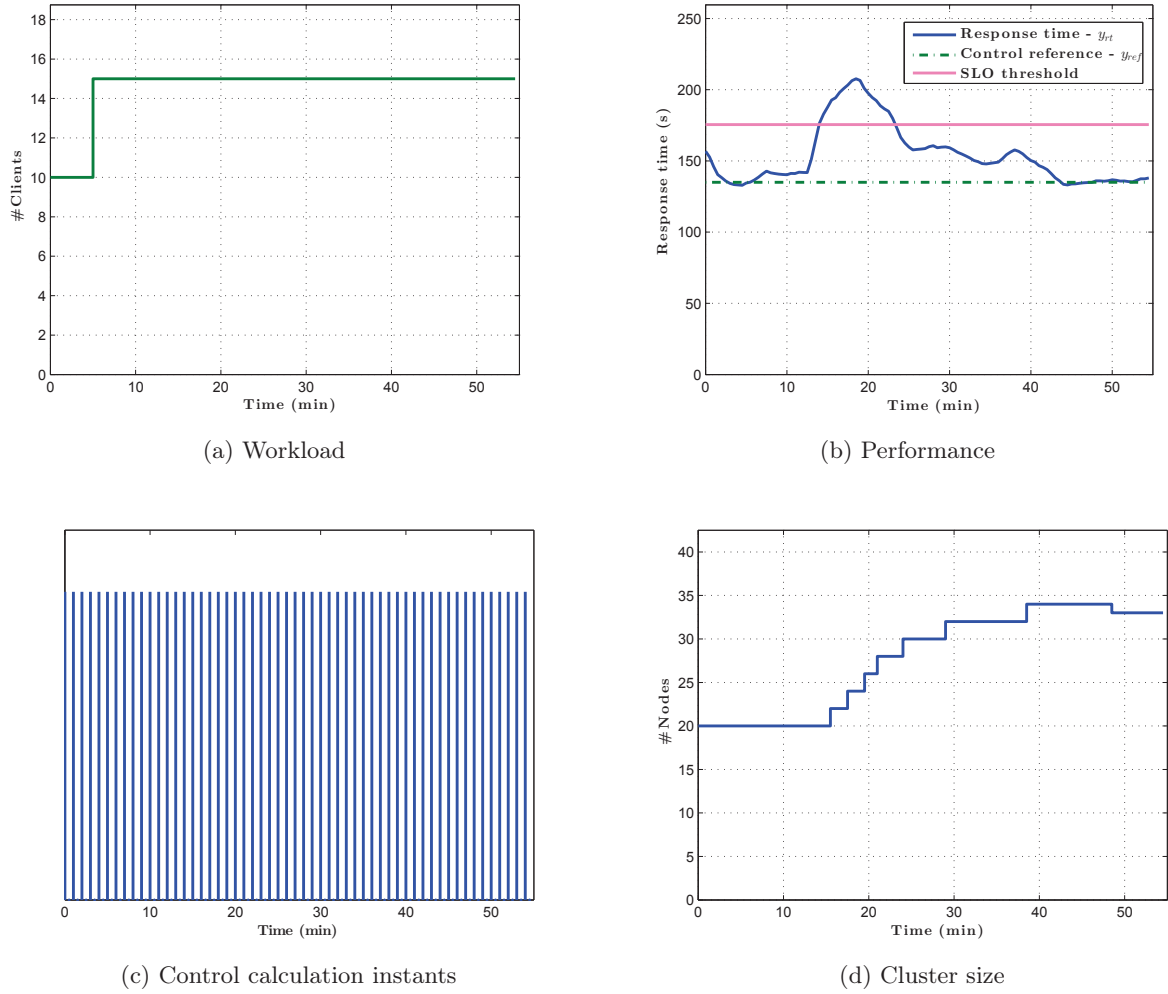 18
16
14
12
10
8
6
4
2
0
#Clients
0 10 20 30 40 50
Time (min)
(a) Workload
250
200
150
100
50
0
Response time (s)
Response time - y_rt
Control reference - y_ref
SLO threshold
0 10 20 30 40 50
Time (min)
(b) Performance
0 10 20 30 40 50
Time (min)
(c) Control calculation instants
40
35
30
25
20
15
10
5
0
#Nodes
0 10 20 30 40 50
Time (min)
(d) Cluster size